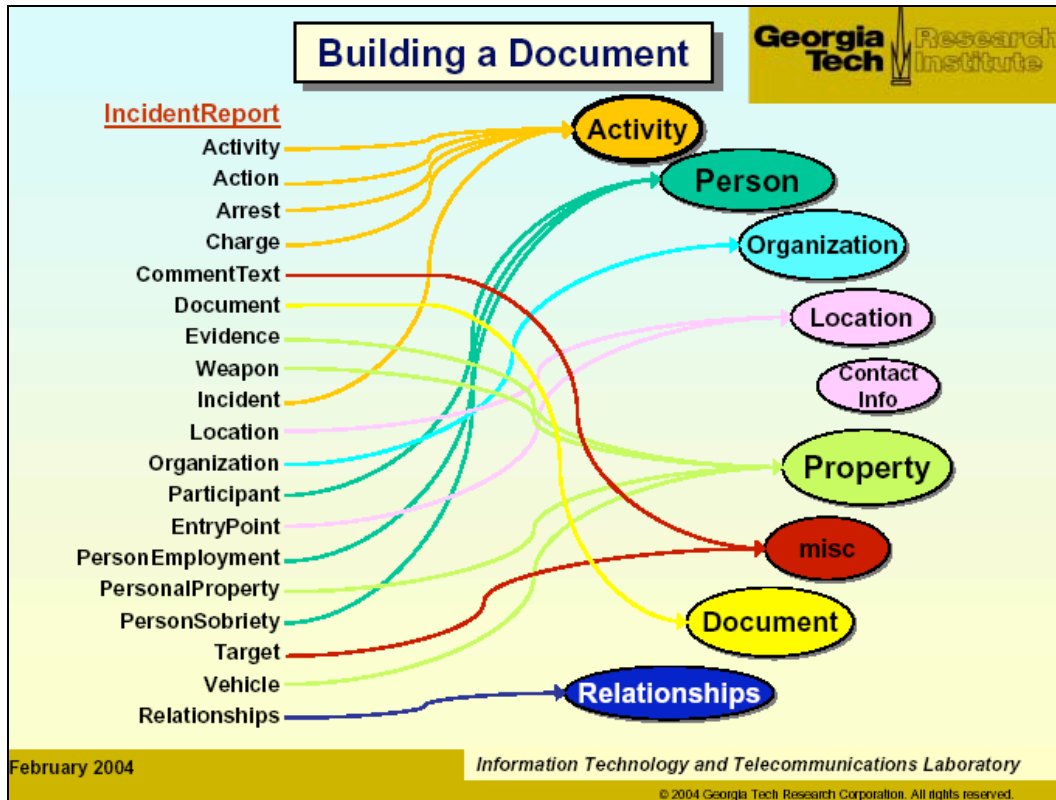 Building a Document
Georgia Tech
Research Institute
IncidentReport
Activity
Action
Arrest
Charge
CommentText
Document
Evidence
Weapon
Incident
Location
Organization
Participant
EntryPoint
PersonEmployment
PersonalProperty
PersonSobriety
Target
Vehicle
Relationships
Activity
Person
Organization
Location
Contact
Info
Property
misc
Document
Relationships
February 2004
Information Technology and Telecommunications Laboratory
© 2004 Georgia Tech Research Corporation. All rights reserved.